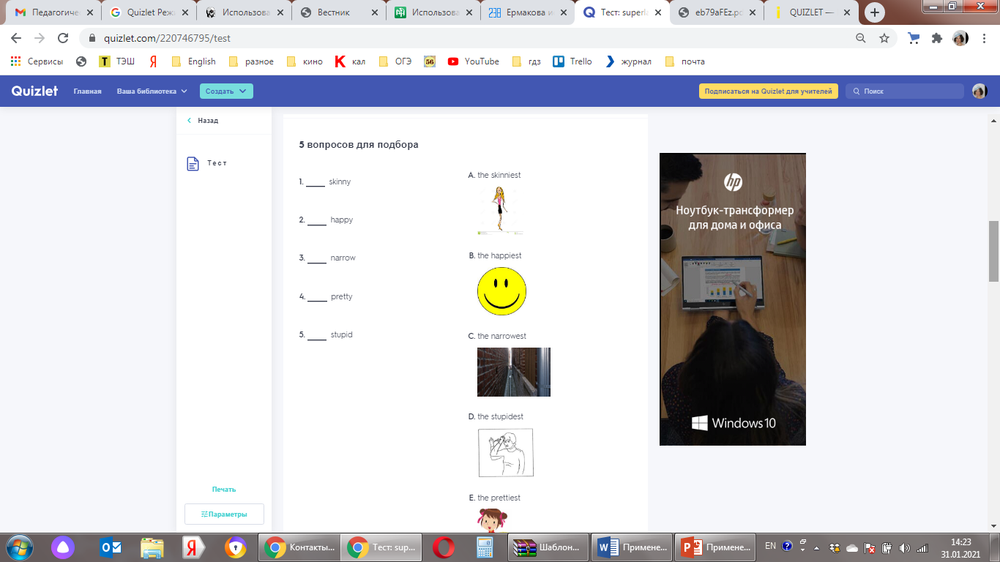 Педагогиче
Quizlet Реж
Использова
Вестник
Использова
Ермакова и
Тест: superla
eb79aFEz.po
QUIZLET —
quizlet.com/220746795/test
Сервисы
ТЭШ
English
разное
кино
кал
ОГЭ
56
YouTube
гдз
Trello
журнал
почта
Quizlet
Главная
Ваша библиотека
Создать
Подписаться на Quizlet для учителей
Поиск
Назад
Тест
5 вопросов для подбора
1. ____ skinny
2. ____ happy
3. ____ narrow
4. ____ pretty
5. ____ stupid
A. the skinniest
B. the happiest
C. the narrowest
D. the stupidest
E. the prettiest
Печать
Параметры
hp
Ноутбук-трансформер
для дома и офиса
Windows 10
Контакты...
Тест: sup...
Шаблон...
Примене...
Примене...
EN
14:23
31.01.2021